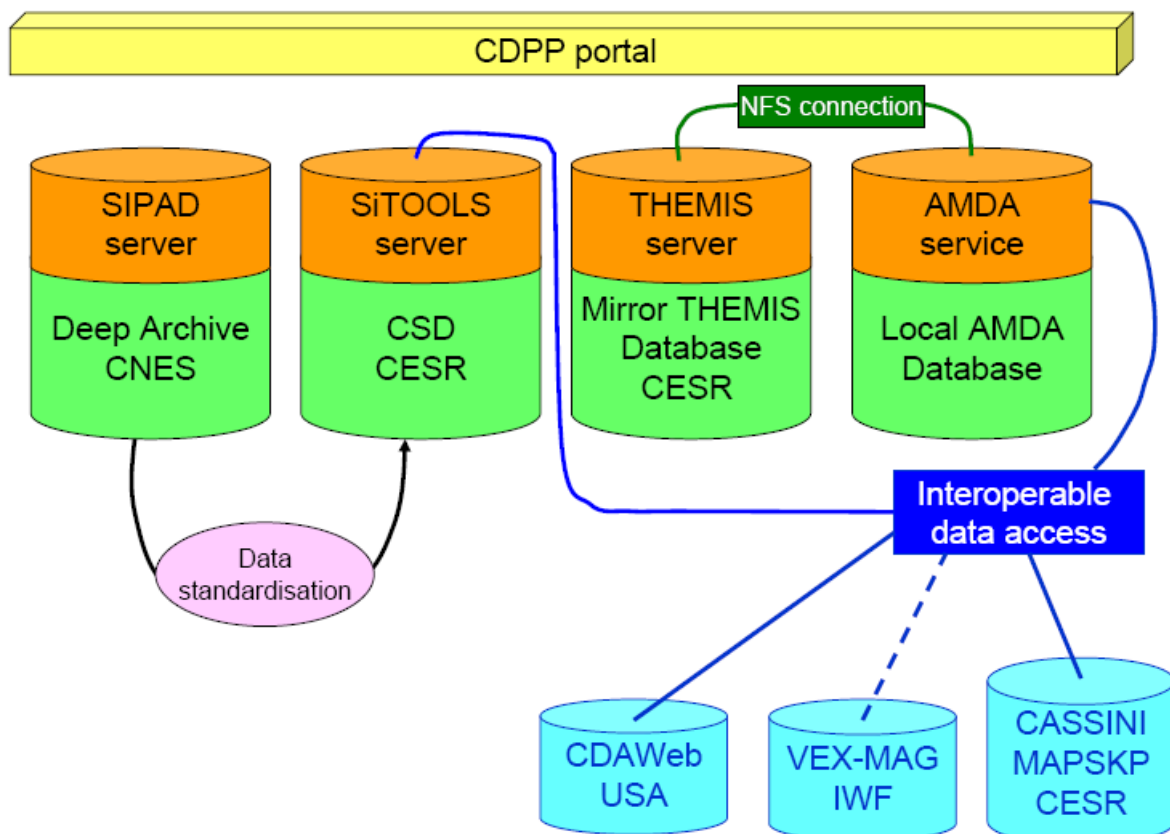 CDPP portal
NFS connection
SIPAD
server
SiTOOLS
server
THEMIS
server
AMDA
service
Deep Archive
CNES
CSD
CESR
Mirror THEMIS
Database
CESR
Local AMDA
Database
Interoperable
data access
Data
standardisation
CDAWeb
USA
VEX-MAG
IWF
CASSINI
MAPSKP
CESR